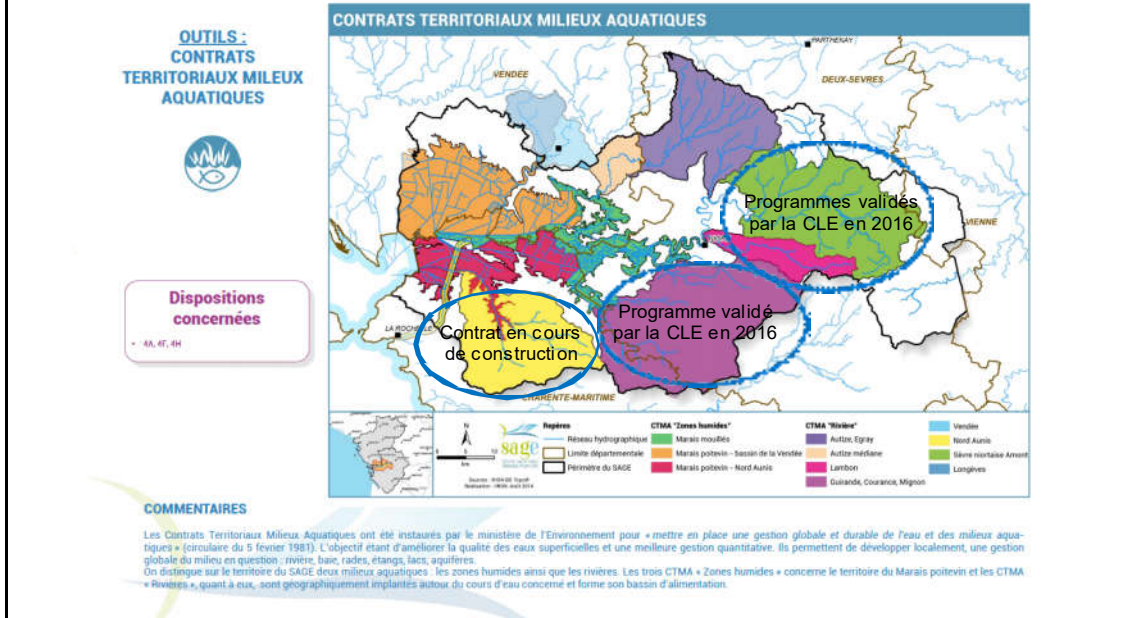 OUTILS :
CONTRATS
TERRITORIAUX MILEUX
AQUATIQUES
Dispositions
concernées
• 4A, 4F, 4H
CONTRATS TERRITORIAUX MILIEUX AQUATIQUES
PARTHENAY
VENDEE
DEUX-SEVRES
Programmes validés
par la CLE en 2016
VIENNE
Programme validé
par la CLE en 2016
LA ROCHELLE
Contrat en cours
de construction
CHARENTE-MARITIME
N
km
sage
Repères
Réseau hydrographique
Limite départementale
Périmètre du SAGE
CTMA "Zones humides"
Marais mouillés
Marais poitevin - Bassin de la Vendée
Marais poitevin - Nord Aunis
CTMA "Rivière"
Autize, Egray
Autize médiane
Lambon
Guirande, Courance, Mignon
Vendée
Nord Aunis
Sèvre niortaise Amont
Longèves
COMMENTAIRES
Les Contrats Territoriaux Milieux Aquatiques ont été instaurés par le ministère de l'Environnement pour « mettre en place une gestion globale et durable de l'eau et des milieux aqua-
tiques » (circulaire du 5 février 1981). L'objectif étant d'améliorer la qualité des eaux superficielles et une meilleure gestion quantitative. Ils permettent de développer localement, une gestion
globale du milieu en question : rivière, baie, rades, étangs, lacs, aquifères.
On distingue sur le territoire du SAGE deux milieux aquatiques : les zones humides ainsi que les rivières. Les trois CTMA « Zones humides » concerne le territoire du Marais poitevin et les CTMA
« Rivières », quant à eux, sont géographiquement implantés autour du cours d'eau concerné et forme son bassin d'alimentation.